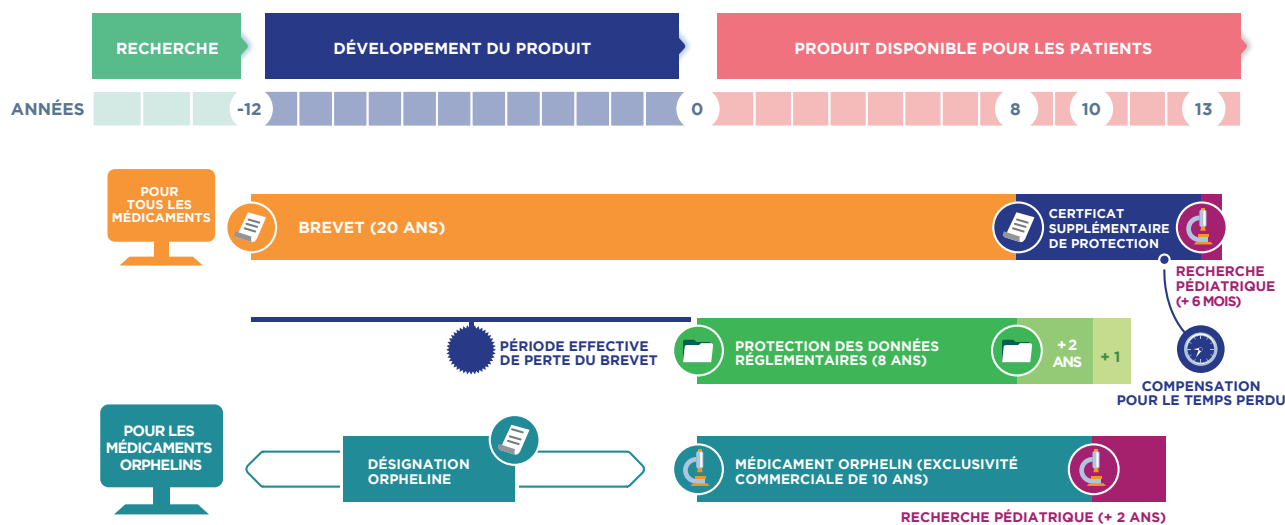 RECHERCHE
DÉVELOPPEMENT DU PRODUIT
PRODUIT DISPONIBLE POUR LES PATIENTS
ANNÉES
-12
0
8
10
13
POUR
TOUS LES
MÉDICAMENTS
BREVET (20 ANS)
CERTFICAT
SUPPLÉMENTAIRE
DE PROTECTION
RECHERCHE
PÉDIATRIQUE
(+ 6 MOIS)
PÉRIODE EFFECTIVE
DE PERTE DU BREVET
PROTECTION DES DONNÉES
RÉGLEMENTAIRES (8 ANS)
+ 2
ANS
+ 1
COMPENSATION
POUR LE TEMPS PERDU
POUR LES
MÉDICAMENTS
ORPHELINS
DÉSIGNATION
ORPHELINE
MÉDICAMENT ORPHELIN (EXCLUSIVITÉ
COMMERCIALE DE 10 ANS)
RECHERCHE PÉDIATRIQUE (+ 2 ANS)